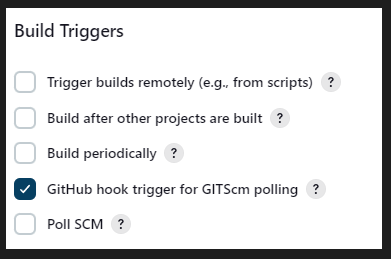 Build Triggers
Trigger builds remotely (e.g., from scripts) ?
Build after other projects are built ?
Build periodically ?
GitHub hook trigger for GITScm polling ?
Poll SCM ?